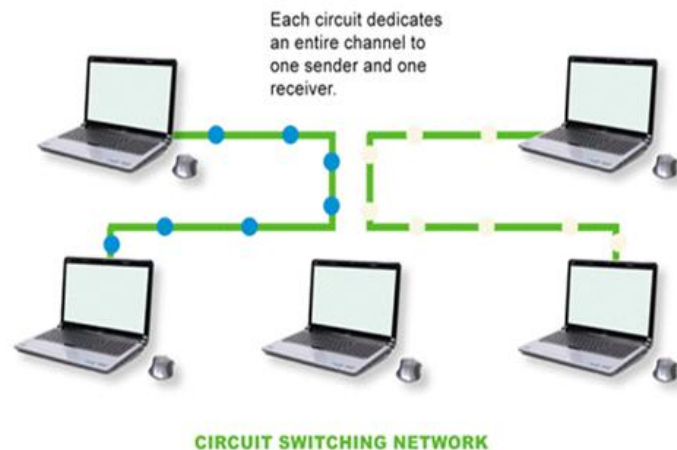 Each circuit dedicates
an entire channel to
one sender and one
receiver.
CIRCUIT SWITCHING NETWORK